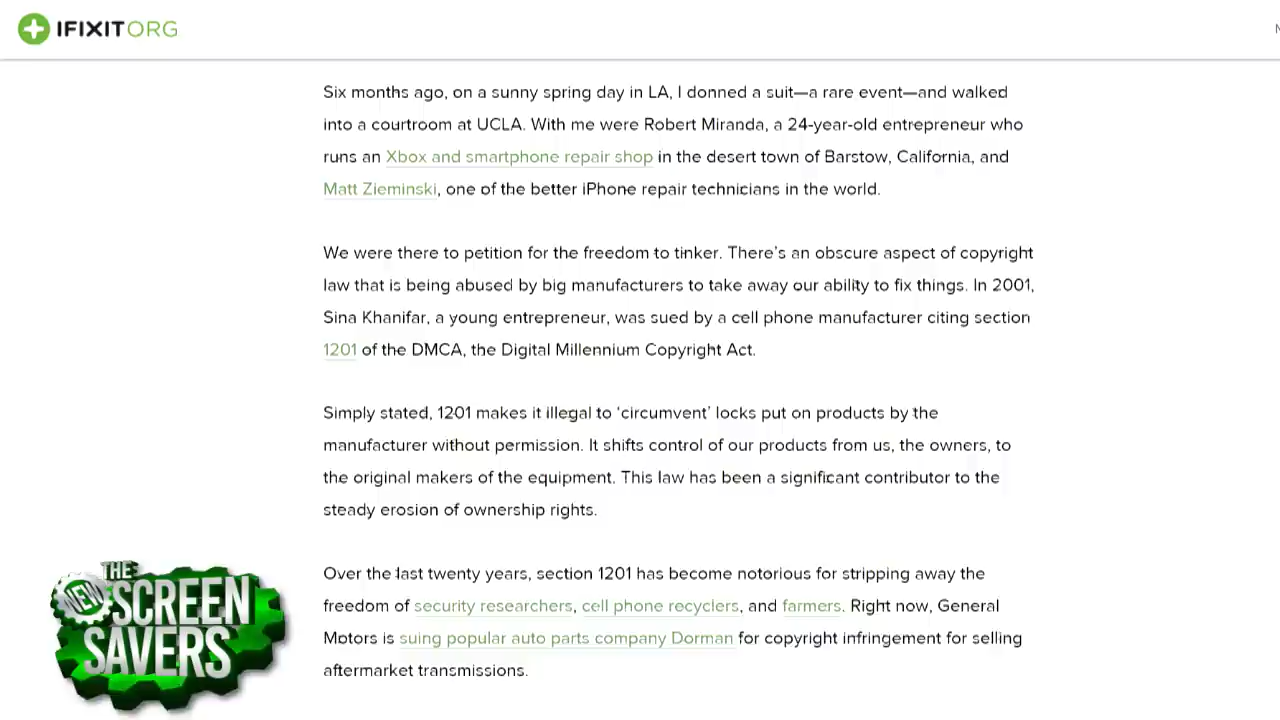 IFIXITORG
Six months ago, on a sunny spring day in LA, I donned a suit—a rare event—and walked
into a courtroom at UCLA. With me were Robert Miranda, a 24-year-old entrepreneur who
runs an Xbox and smartphone repair shop in the desert town of Barstow, California, and
Matt Zieminski, one of the better iPhone repair technicians in the world.
We were there to petition for the freedom to tinker. There's an obscure aspect of copyright
law that is being abused by big manufacturers to take away our ability to fix things. In 2001,
Sina Khanifar, a young entrepreneur, was sued by a cell phone manufacturer citing section
1201 of the DMCA, the Digital Millennium Copyright Act.
Simply stated, 1201 makes it illegal to ‘circumvent’ locks put on products by the
manufacturer without permission. It shifts control of our products from us, the owners, to
the original makers of the equipment. This law has been a significant contributor to the
steady erosion of ownership rights.
Over the last twenty years, section 1201 has become notorious for stripping away the
freedom of security researchers, cell phone recyclers, and farmers. Right now, General
Motors is suing popular auto parts company Dorman for copyright infringement for selling
aftermarket transmissions.
THE
NEW SCREEN
SAVERS